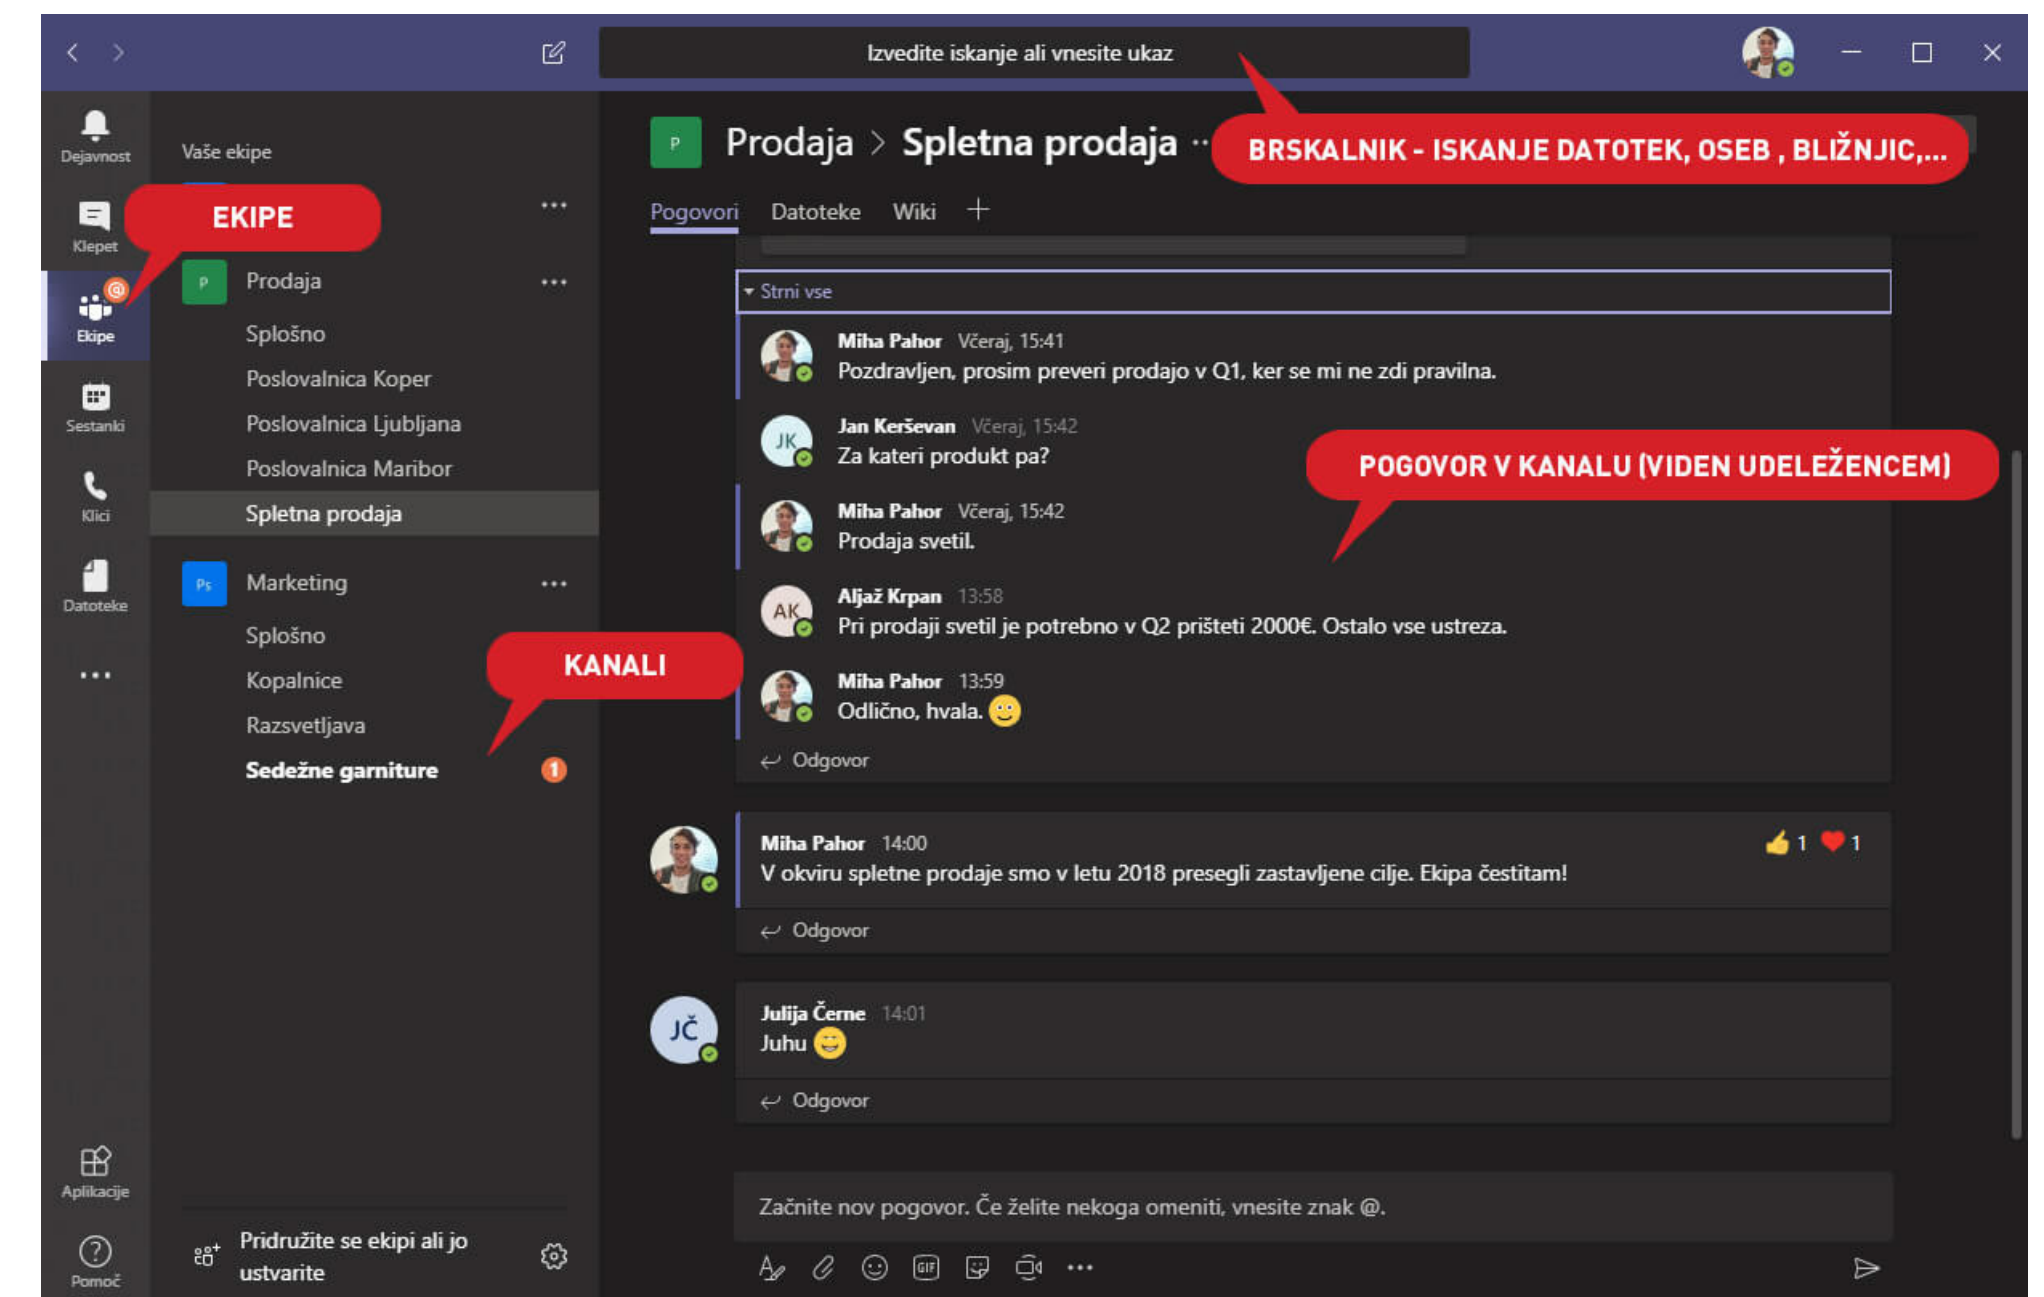 Izvedite iskanje ali vnesite ukaz
Dejavnost
Klepet
@
Ekipe
Sestanki
Klici
Datoteke
Aplikacije
Pomoč
Vaše ekipe
EKIPE
P
Prodaja
Splošno
Poslovalnica Koper
Poslovalnica Ljubljana
Poslovalnica Maribor
Spletna prodaja
Ps
Marketing
Splošno
Kopalnice
Razsvetljava
Sedežne garniture
1
KANALI
Pridružite se ekipi ali jo
ustvarite
P
Prodaja > Spletna prodaja
BRSKALNIK - ISKANJE DATOTEK, OSEB , BLIŽNJIC,...
Pogovori Datoteke Wiki +
Strni vse
Miha Pahor Včeraj, 15:41
Pozdravljen, prosim preveri prodajo v Q1, ker se mi ne zdi pravilna.
JK
Jan Kerševan Včeraj, 15:42
Za kateri produkt pa?
POGOVOR V KANALU (VIDEN UDELEŽENCEM)
Miha Pahor Včeraj, 15:42
Prodaja svetil.
AK
Aljaž Krpan 13:58
Pri prodaji svetil je potrebno v Q2 prišteti 2000€. Ostalo vse ustreza.
Miha Pahor 13:59
Odlično, hvala. 🙂
Odgovor
Miha Pahor 14:00
👍 1 ❤️ 1
V okviru spletne prodaje smo v letu 2018 presegli zastavljene cilje. Ekipa čestitam!
Odgovor
JČ
Julija Černe 14:01
Juhu 😄
Odgovor
Začnite nov pogovor. Če želite nekoga omeniti, vnesite znak @.
GIF